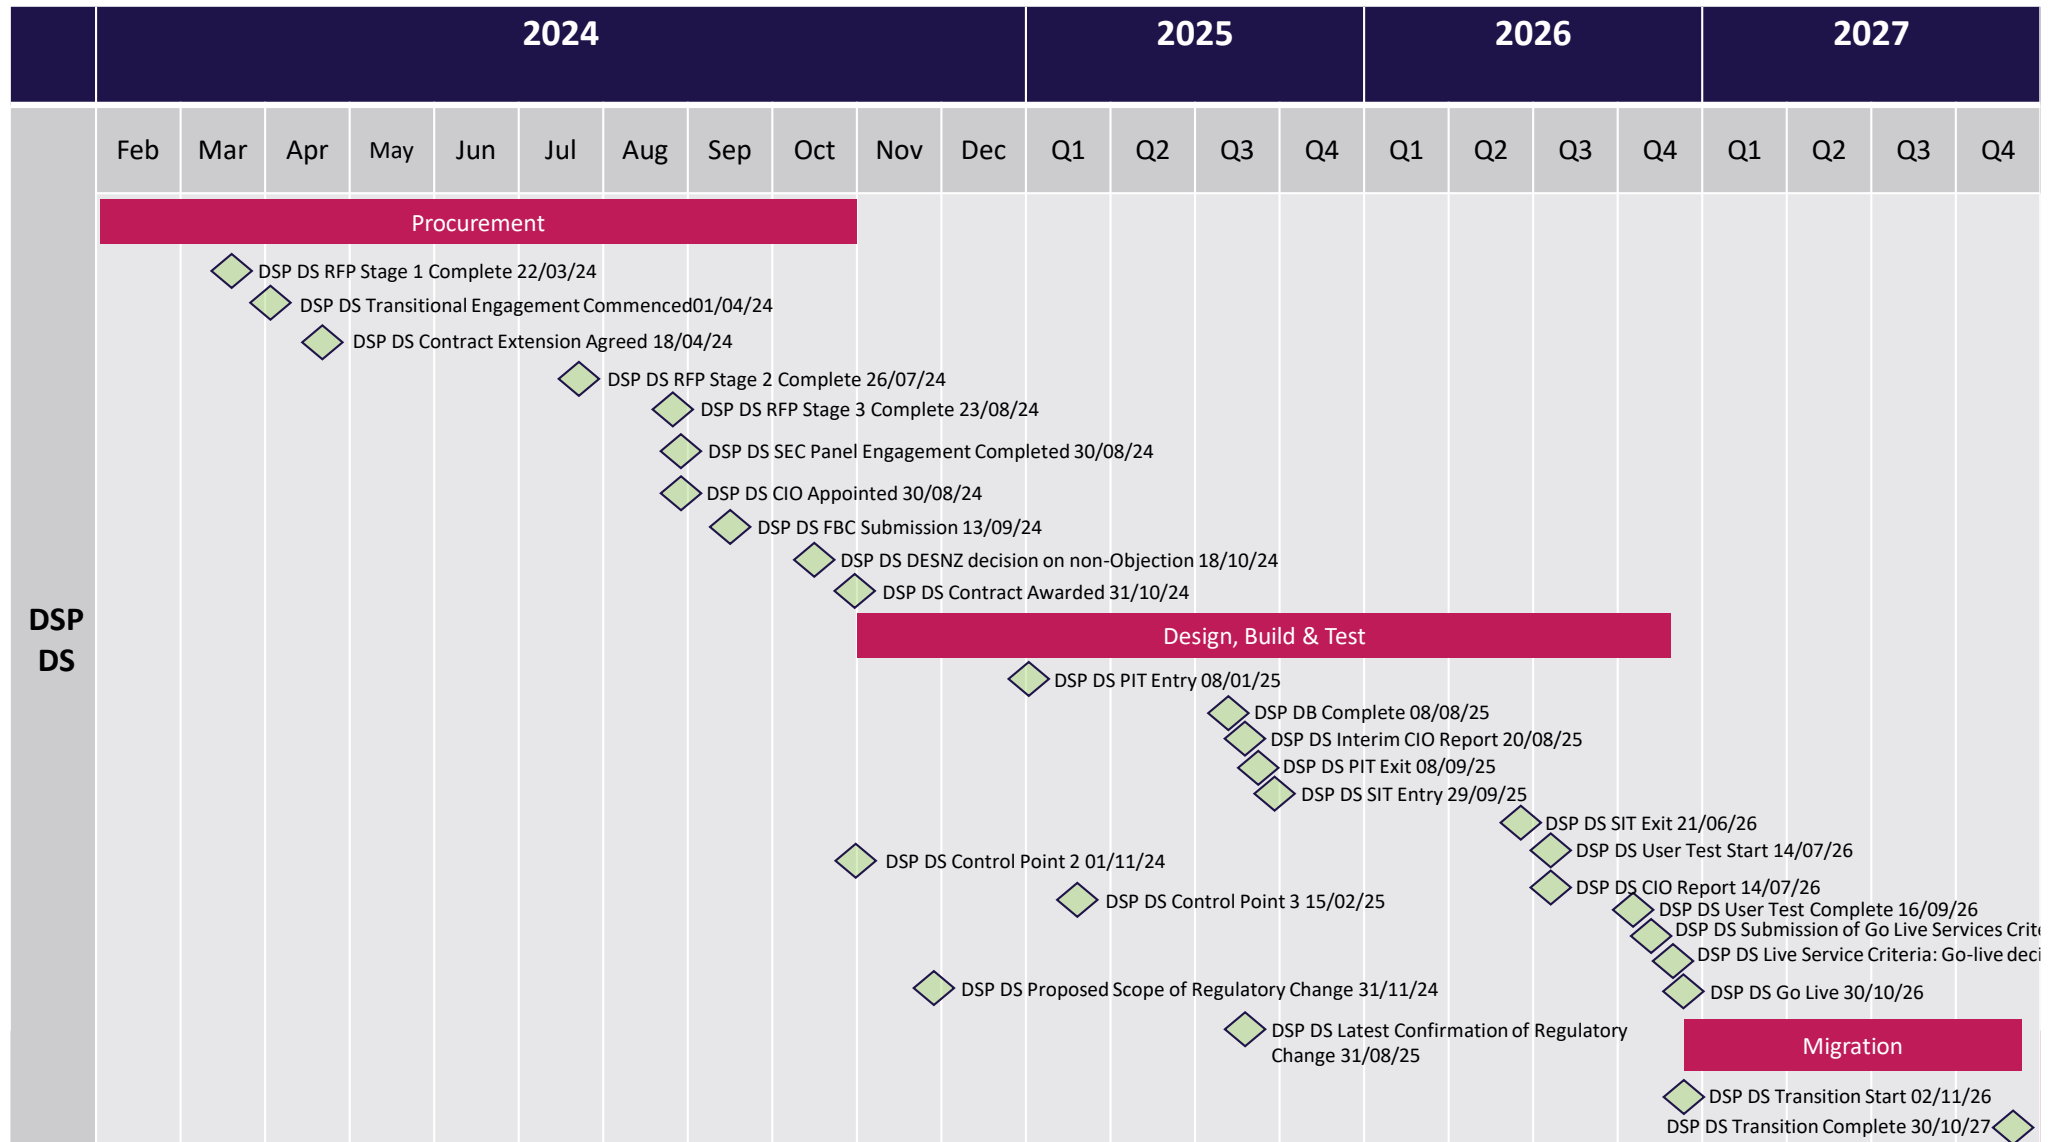 2024
2025
2026
2027
Feb
Mar
Apr
May
Jun
Jul
Aug
Sep
Oct
Nov
Dec
Q1
Q2
Q3
Q4
Q1
Q2
Q3
Q4
Q1
Q2
Q3
Q4
DSP
DS
Procurement
DSP DS RFP Stage 1 Complete 22/03/24
DSP DS Transitional Engagement Commenced01/04/24
DSP DS Contract Extension Agreed 18/04/24
DSP DS RFP Stage 2 Complete 26/07/24
DSP DS RFP Stage 3 Complete 23/08/24
DSP DS SEC Panel Engagement Completed 30/08/24
DSP DS CIO Appointed 30/08/24
DSP DS FBC Submission 13/09/24
DSP DS DESNZ decision on non-Objection 18/10/24
DSP DS Contract Awarded 31/10/24
Design, Build & Test
DSP DS PIT Entry 08/01/25
DSP DB Complete 08/08/25
DSP DS Interim CIO Report 20/08/25
DSP DS PIT Exit 08/09/25
DSP DS SIT Entry 29/09/25
DSP DS SIT Exit 21/06/26
DSP DS User Test Start 14/07/26
DSP DS Control Point 2 01/11/24
DSP DS CIO Report 14/07/26
DSP DS Control Point 3 15/02/25
DSP DS User Test Complete 16/09/26
DSP DS Submission of Go Live Services Crite
DSP DS Live Service Criteria: Go-live deci
DSP DS Proposed Scope of Regulatory Change 31/11/24
DSP DS Go Live 30/10/26
DSP DS Latest Confirmation of Regulatory
Change 31/08/25
Migration
DSP DS Transition Start 02/11/26
DSP DS Transition Complete 30/10/27